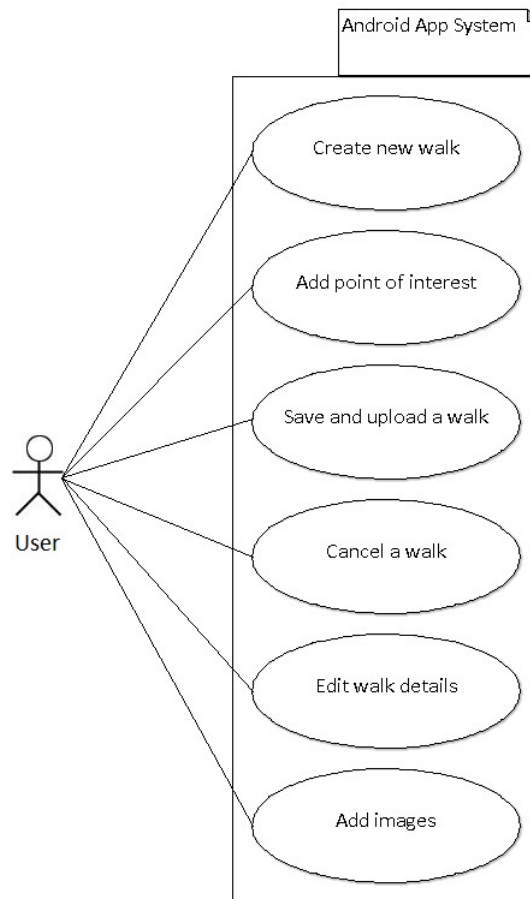 Android App System
Create new walk
Add point of interest
Save and upload a walk
Cancel a walk
User
Edit walk details
Add images